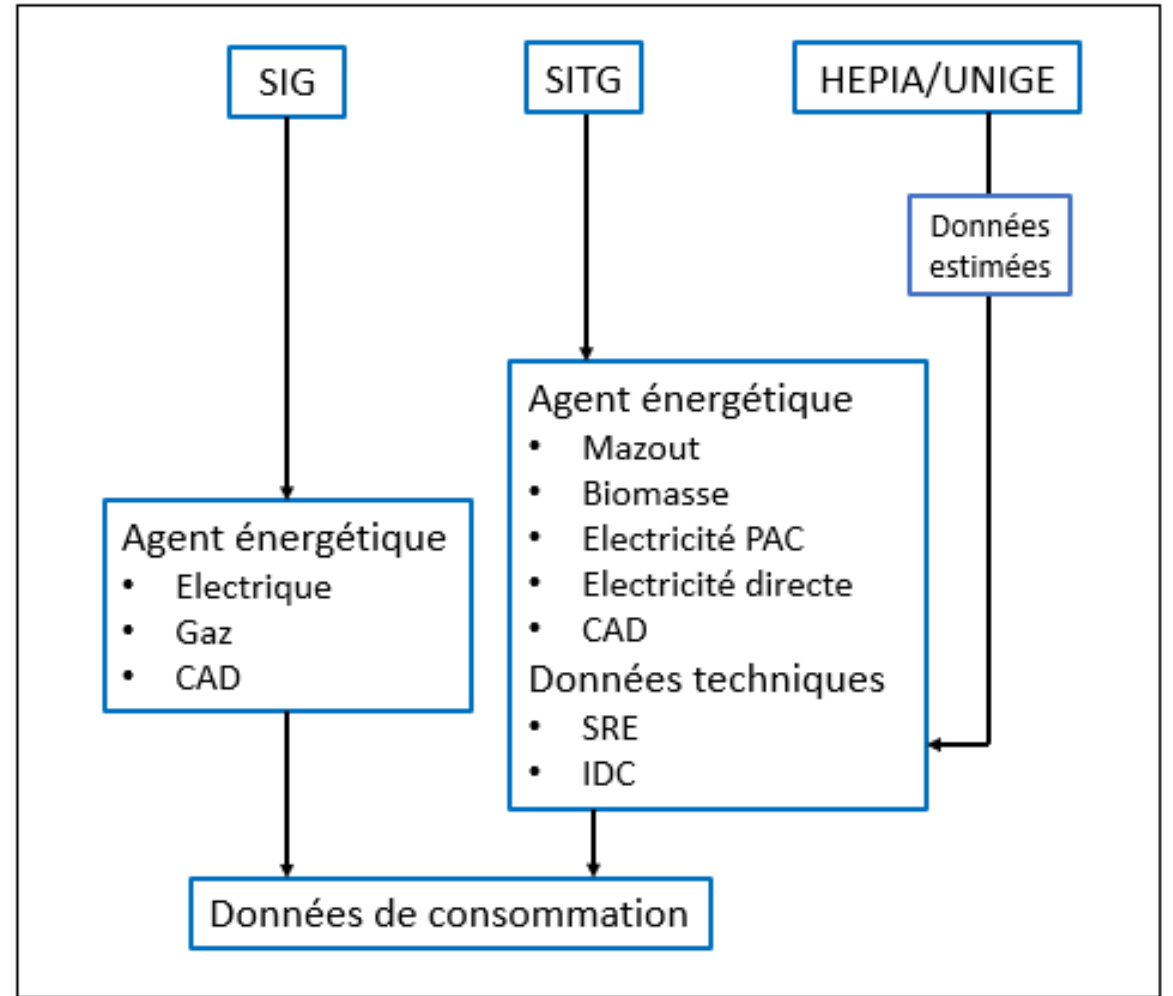 SIG
SITG
HEPIA/UNIGE
Données
estimées
Agent énergétique
• Mazout
• Biomasse
• Electricité PAC
• Electricité directe
• CAD
Données techniques
• SRE
• IDC
Agent énergétique
• Electrique
• Gaz
• CAD
Données de consommation